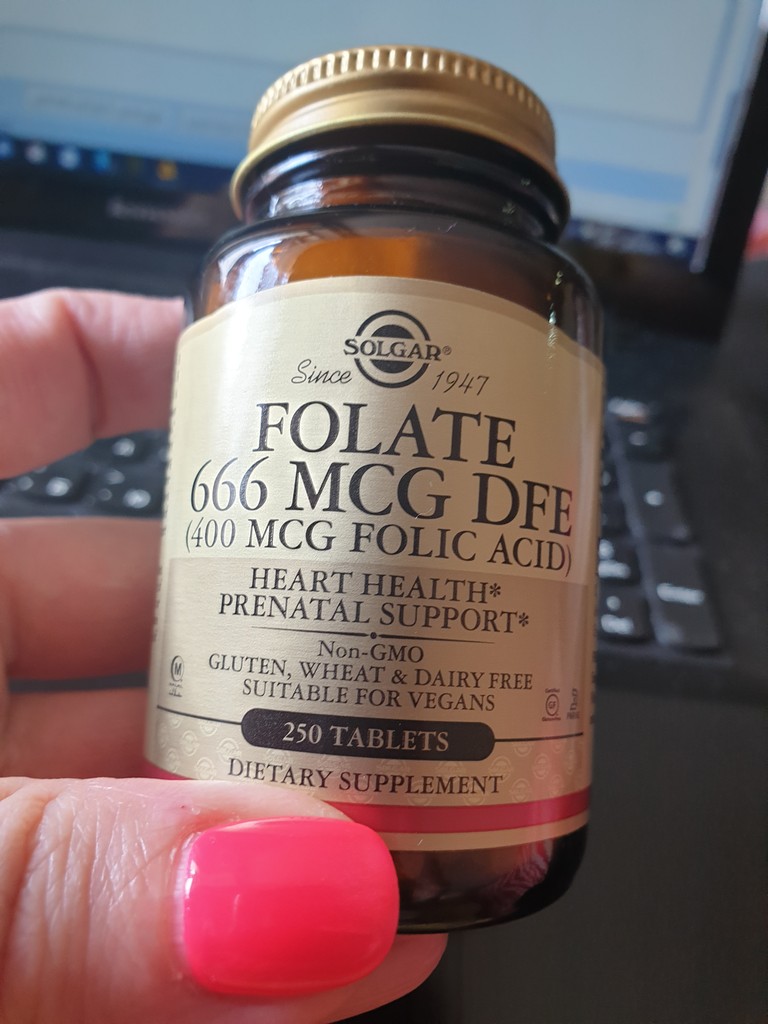 SOLGAR®
Since 1947
FOLATE
666 MCG DFE
(400 MCG FOLIC ACID)
HEART HEALTH*
PRENATAL SUPPORT*
Non-GMO
GLUTEN, WHEAT & DAIRY FREE
SUITABLE FOR VEGANS
250 TABLETS
DIETARY SUPPLEMENT